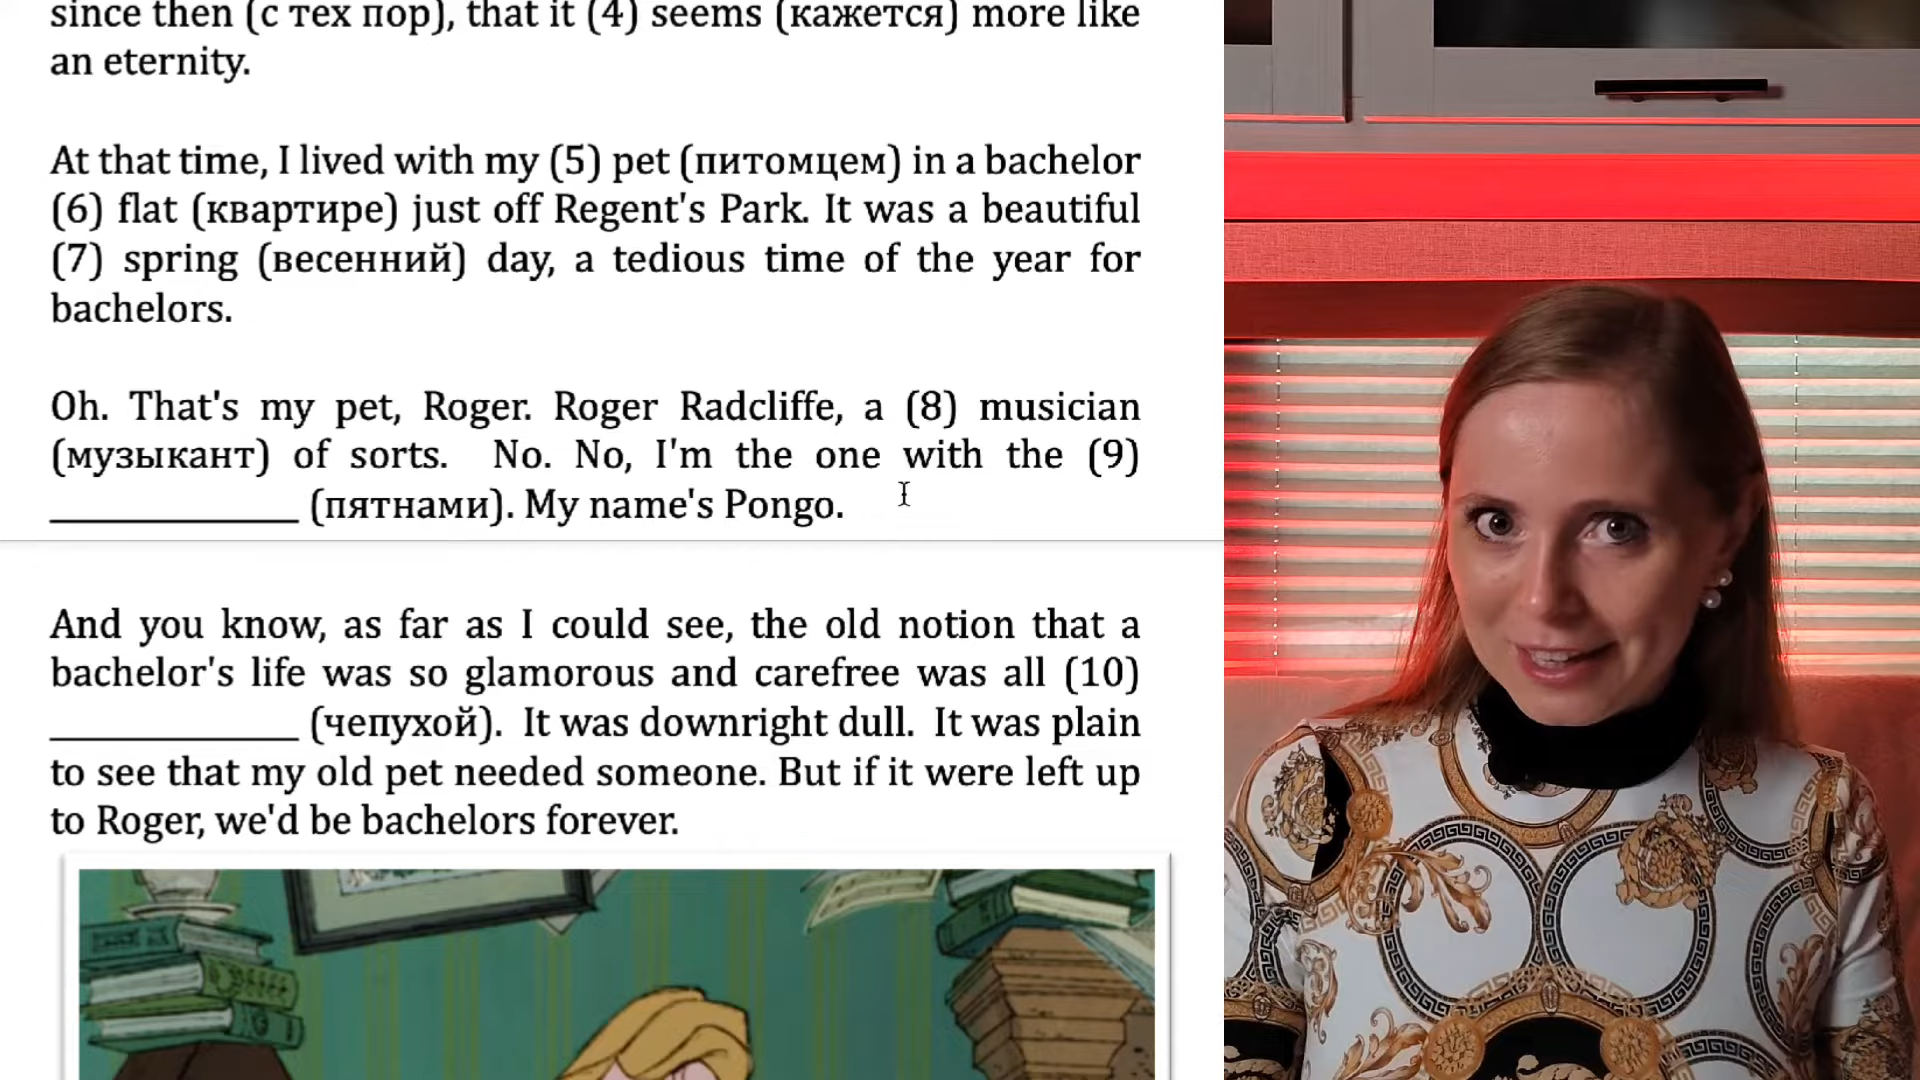 since then (с тех пор), that it (4) seems (кажется) more like
an eternity.
At that time, I lived with my (5) pet (питомцем) in a bachelor
(6) flat (квартире) just off Regent's Park. It was a beautiful
(7) spring (весенний) day, a tedious time of the year for
bachelors.
Oh. That's my pet, Roger. Roger Radcliffe, a (8) musician
(музыкант) of sorts. No. No, I'm the one with the (9)
______________ (пятнами). My name's Pongo.
And you know, as far as I could see, the old notion that a
bachelor's life was so glamorous and carefree was all (10)
______________ (чепухой). It was downright dull. It was plain
to see that my old pet needed someone. But if it were left up
to Roger, we'd be bachelors forever.